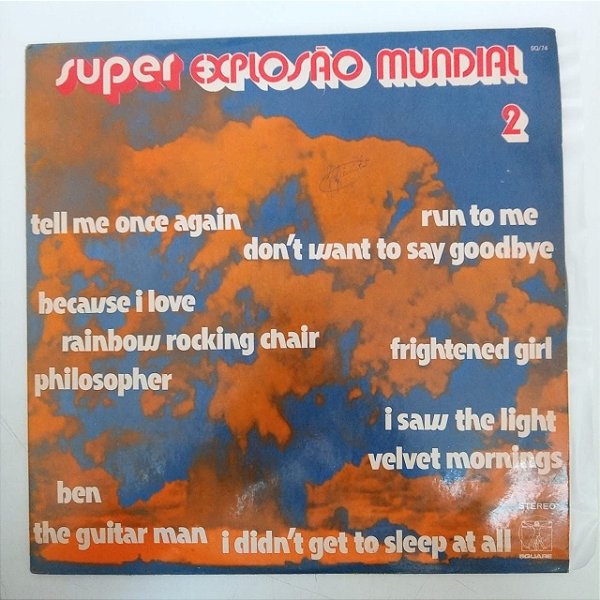 super EXPLOSÃO MUNDIAL
SQ/74
2
tell me once again
run to me
don't want to say goodbye
because i love
rainbow rocking chair
frightened girl
philosopher
i saw the light
velvet mornings
ben
STEREO
the guitar man
i didn't get to sleep at all
SQUARE